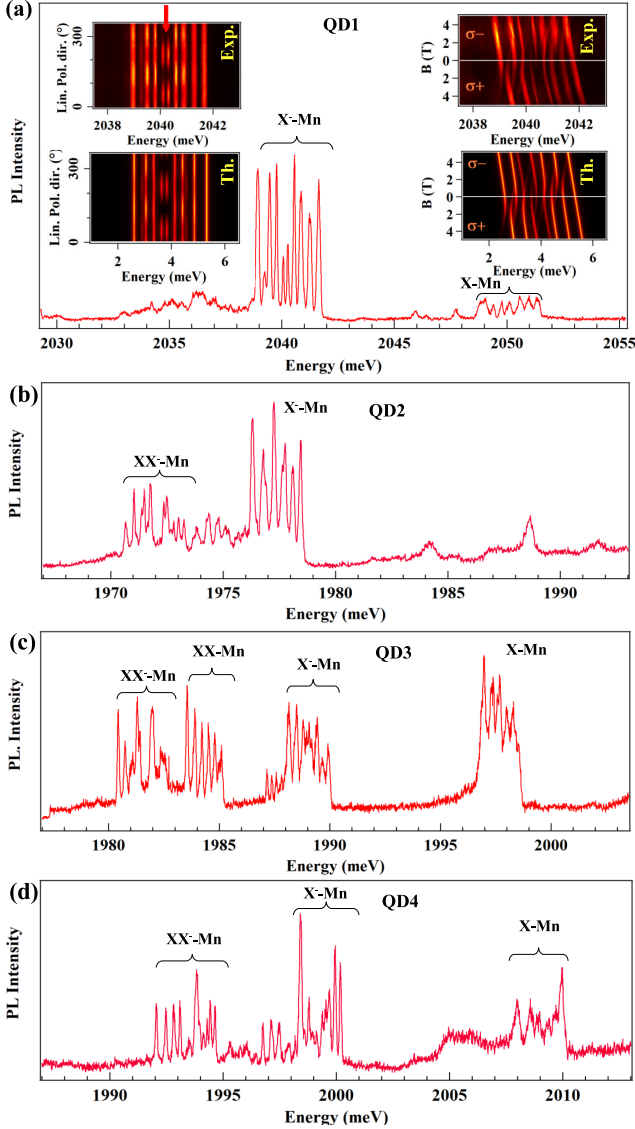 (a)
QD1
Exp.
Lin. Pol. dir. (°)
300
0
2038 2040 2042
Energy (meV)
Th.
Lin. Pol. dir. (°)
300
0
2 4 6
Energy (meV)
X⁻-Mn
Exp.
σ−
σ+
B (T)
4
2
0
2
4
2038 2040 2042
Energy (meV)
Th.
σ−
σ+
B (T)
4
2
0
2
4
2 4 6
Energy (meV)
X-Mn
PL Intensity
2030 2035 2040 2045 2050 2055
Energy (meV)
(b)
QD2
XX⁻-Mn
X⁻-Mn
PL Intensity
1970 1975 1980 1985 1990
Energy (meV)
(c)
QD3
XX⁻-Mn
XX-Mn
X⁻-Mn
X-Mn
PL. Intensity
1980 1985 1990 1995 2000
Energy (meV)
(d)
QD4
XX⁻-Mn
X⁻-Mn
X-Mn
PL Intensity
1990 1995 2000 2005 2010
Energy (meV)